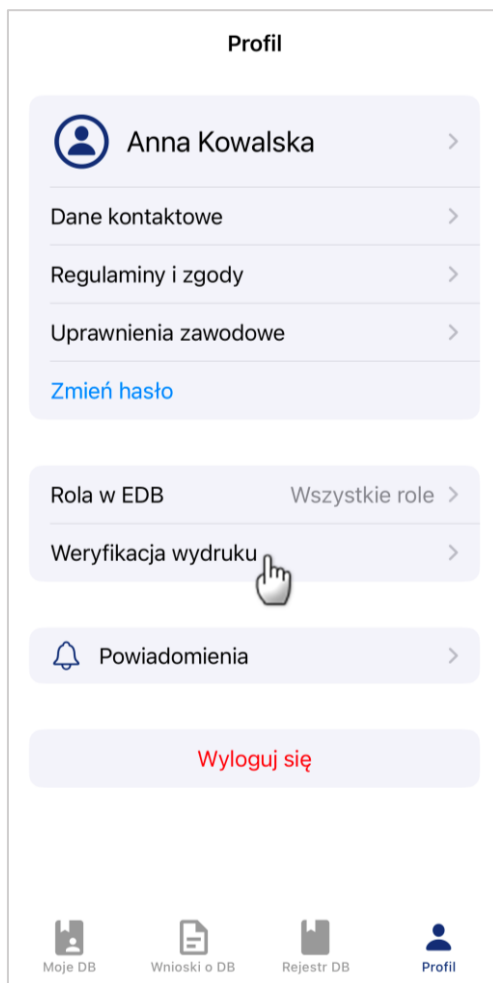 Profil
Anna Kowalska
Dane kontaktowe
Regulaminy i zgody
Uprawnienia zawodowe
Zmień hasło
Rola w EDB Wszystkie role
Weryfikacja wydruku
Powiadomienia
Wyloguj się
Moje DB Wnioski o DB Rejestr DB Profil